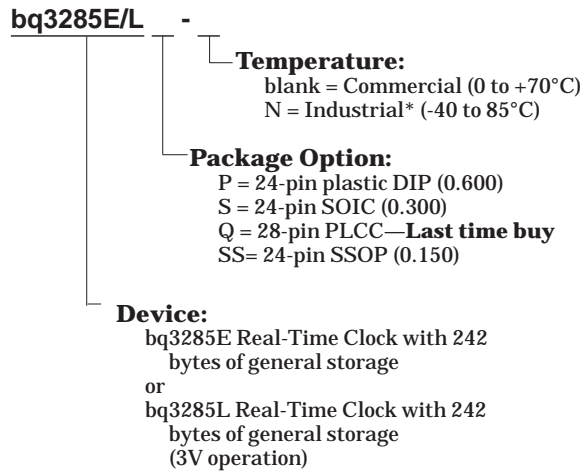 bq3285E/L -
Temperature:
blank = Commercial (0 to +70°C)
N = Industrial* (-40 to 85°C)
Package Option:
P = 24-pin plastic DIP (0.600)
S = 24-pin SOIC (0.300)
Q = 28-pin PLCC—Last time buy
SS= 24-pin SSOP (0.150)
Device:
bq3285E Real-Time Clock with 242
bytes of general storage
or
bq3285L Real-Time Clock with 242
bytes of general storage
(3V operation)